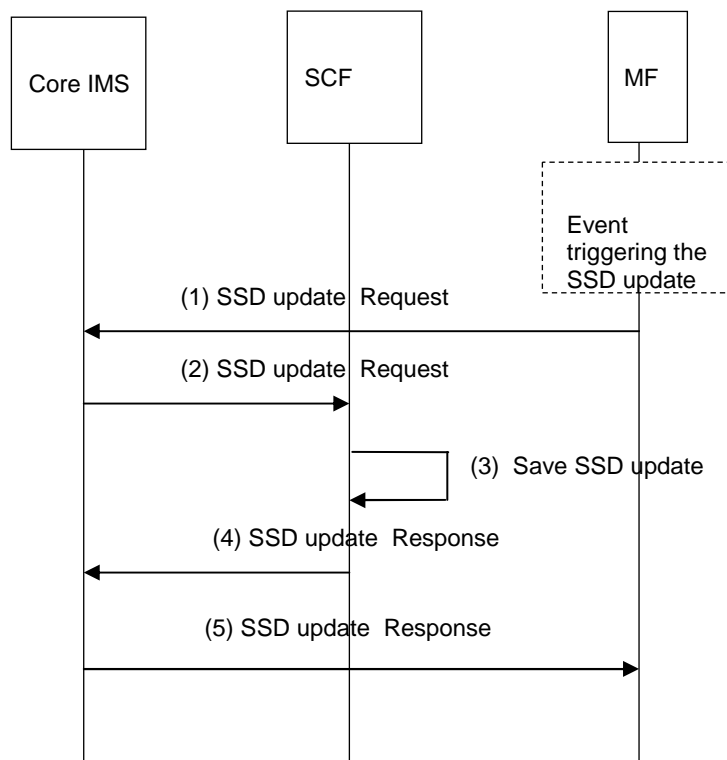 Core IMS
SCF
MF
Event
triggering the
SSD update
(1) SSD update Request
(2) SSD update Request
(3) Save SSD update
(4) SSD update Response
(5) SSD update Response